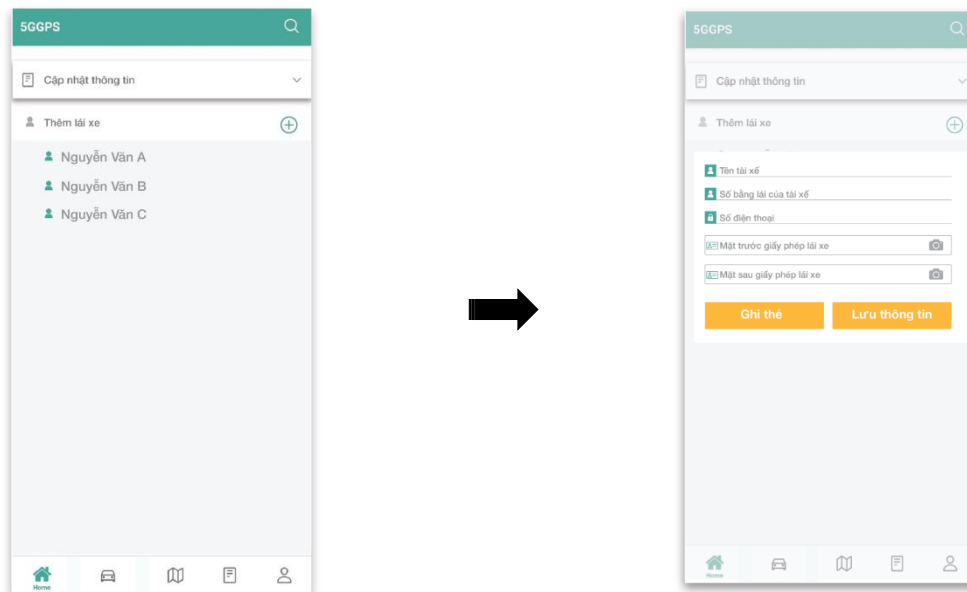 5GGPS
Cập nhật thông tin
Thêm lái xe
Nguyễn Văn A
Nguyễn Văn B
Nguyễn Văn C
Home
5GGPS
Cập nhật thông tin
Thêm lái xe
Tên tài xế
Số bằng lái của tài xế
Số điện thoại
Mặt trước giấy phép lái xe
Mặt sau giấy phép lái xe
Ghi thẻ
Lưu thông tin
Home